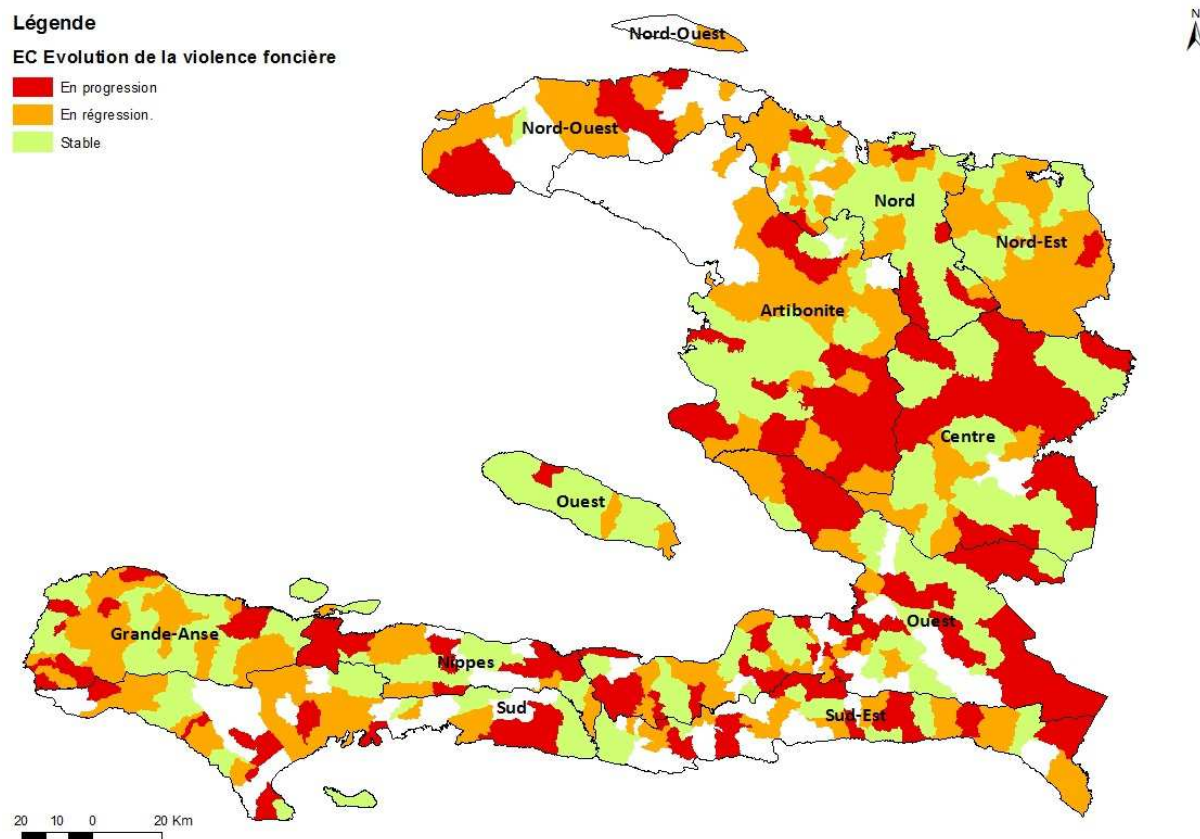 Légende
EC Evolution de la violence foncière
En progression
En régression.
Stable
N
Nord-Ouest
Nord-Ouest
Nord
Nord-Est
Artibonite
Centre
Ouest
Grande-Anse
Ouest
Nippes
Sud
Sud-Est
20 10 0 20 Km